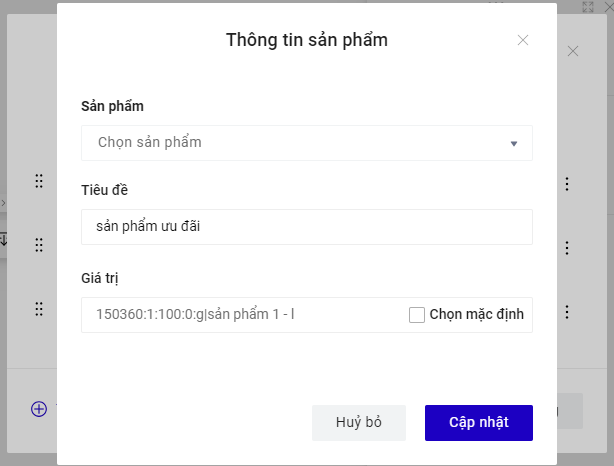 Thông tin sản phẩm
Sản phẩm
Chọn sản phẩm
Tiêu đề
sản phẩm ưu đãi
Giá trị
150360:1:100:0:g|sản phẩm 1 - l
Chọn mặc định
Huỷ bỏ
Cập nhật